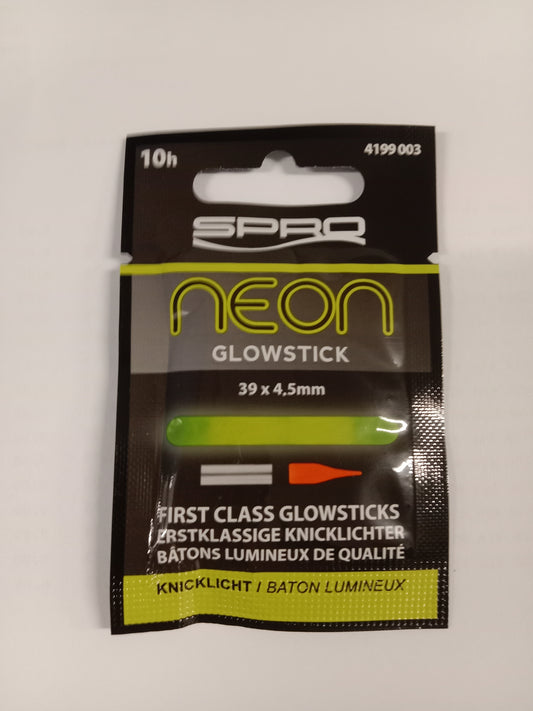 10h
4199 003
SPRO
NEON
GLOWSTICK
39 x 4,5mm
FIRST CLASS GLOWSTICKS
ERSTKLASSIGE KNICKLICHTER
BÂTONS LUMINEUX DE QUALITÉ
KNICKLICHT / BATON LUMINEUX